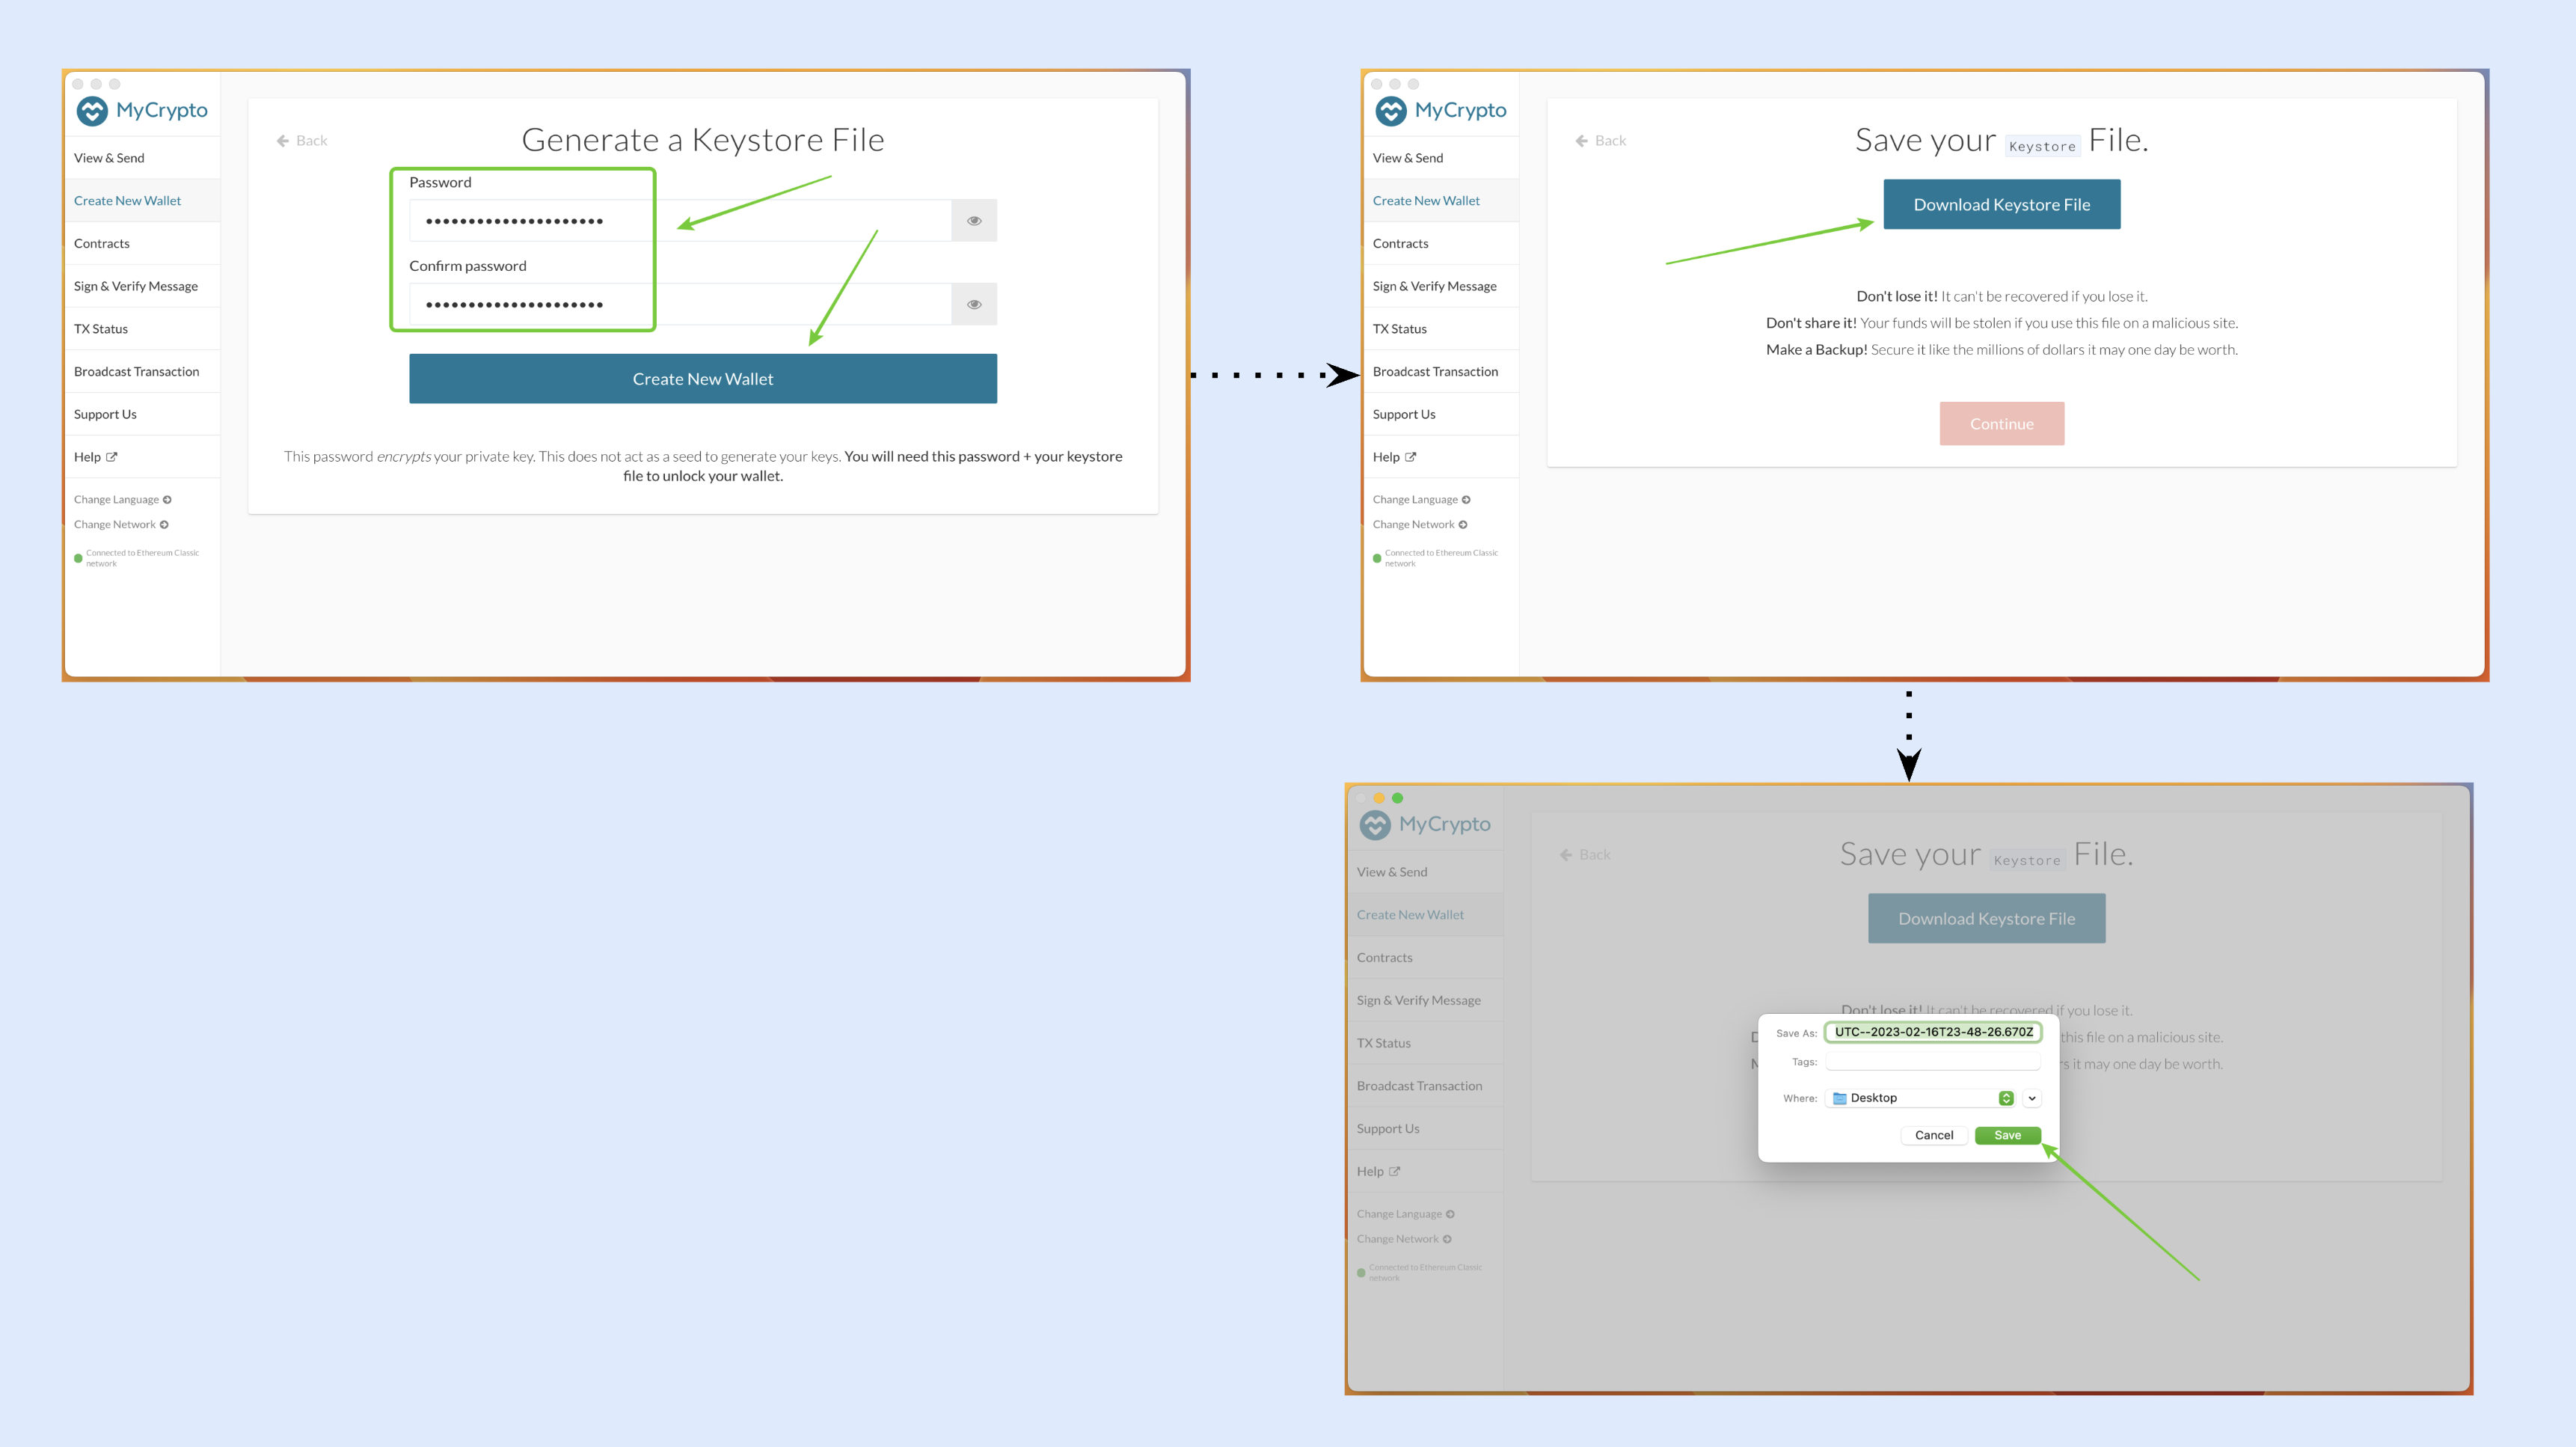 MyCrypto
View & Send
Create New Wallet
Contracts
Sign & Verify Message
TX Status
Broadcast Transaction
Support Us
Help
Change Language
Change Network
Connected to Ethereum Classic
network
Back
Generate a Keystore File
Password
••••••••••••••••••••
Confirm password
••••••••••••••••••••
Create New Wallet
This password encrypts your private key. This does not act as a seed to generate your keys. You will need this password + your keystore
file to unlock your wallet.
MyCrypto
View & Send
Create New Wallet
Contracts
Sign & Verify Message
TX Status
Broadcast Transaction
Support Us
Help
Change Language
Change Network
Connected to Ethereum Classic
network
Back
Save your Keystore File.
Download Keystore File
Don't lose it! It can't be recovered if you lose it.
Don't share it! Your funds will be stolen if you use this file on a malicious site.
Make a Backup! Secure it like the millions of dollars it may one day be worth.
Continue
MyCrypto
View & Send
Create New Wallet
Contracts
Sign & Verify Message
TX Status
Broadcast Transaction
Support Us
Help
Change Language
Change Network
Connected to Ethereum Classic
network
Back
Save your Keystore File.
Download Keystore File
Don't lose it! It can't be recovered if you lose it.
this file on a malicious site.
it may one day be worth.
Save As: UTC--2023-02-16T23-48-26.670Z
Tags:
Where: Desktop
Cancel Save